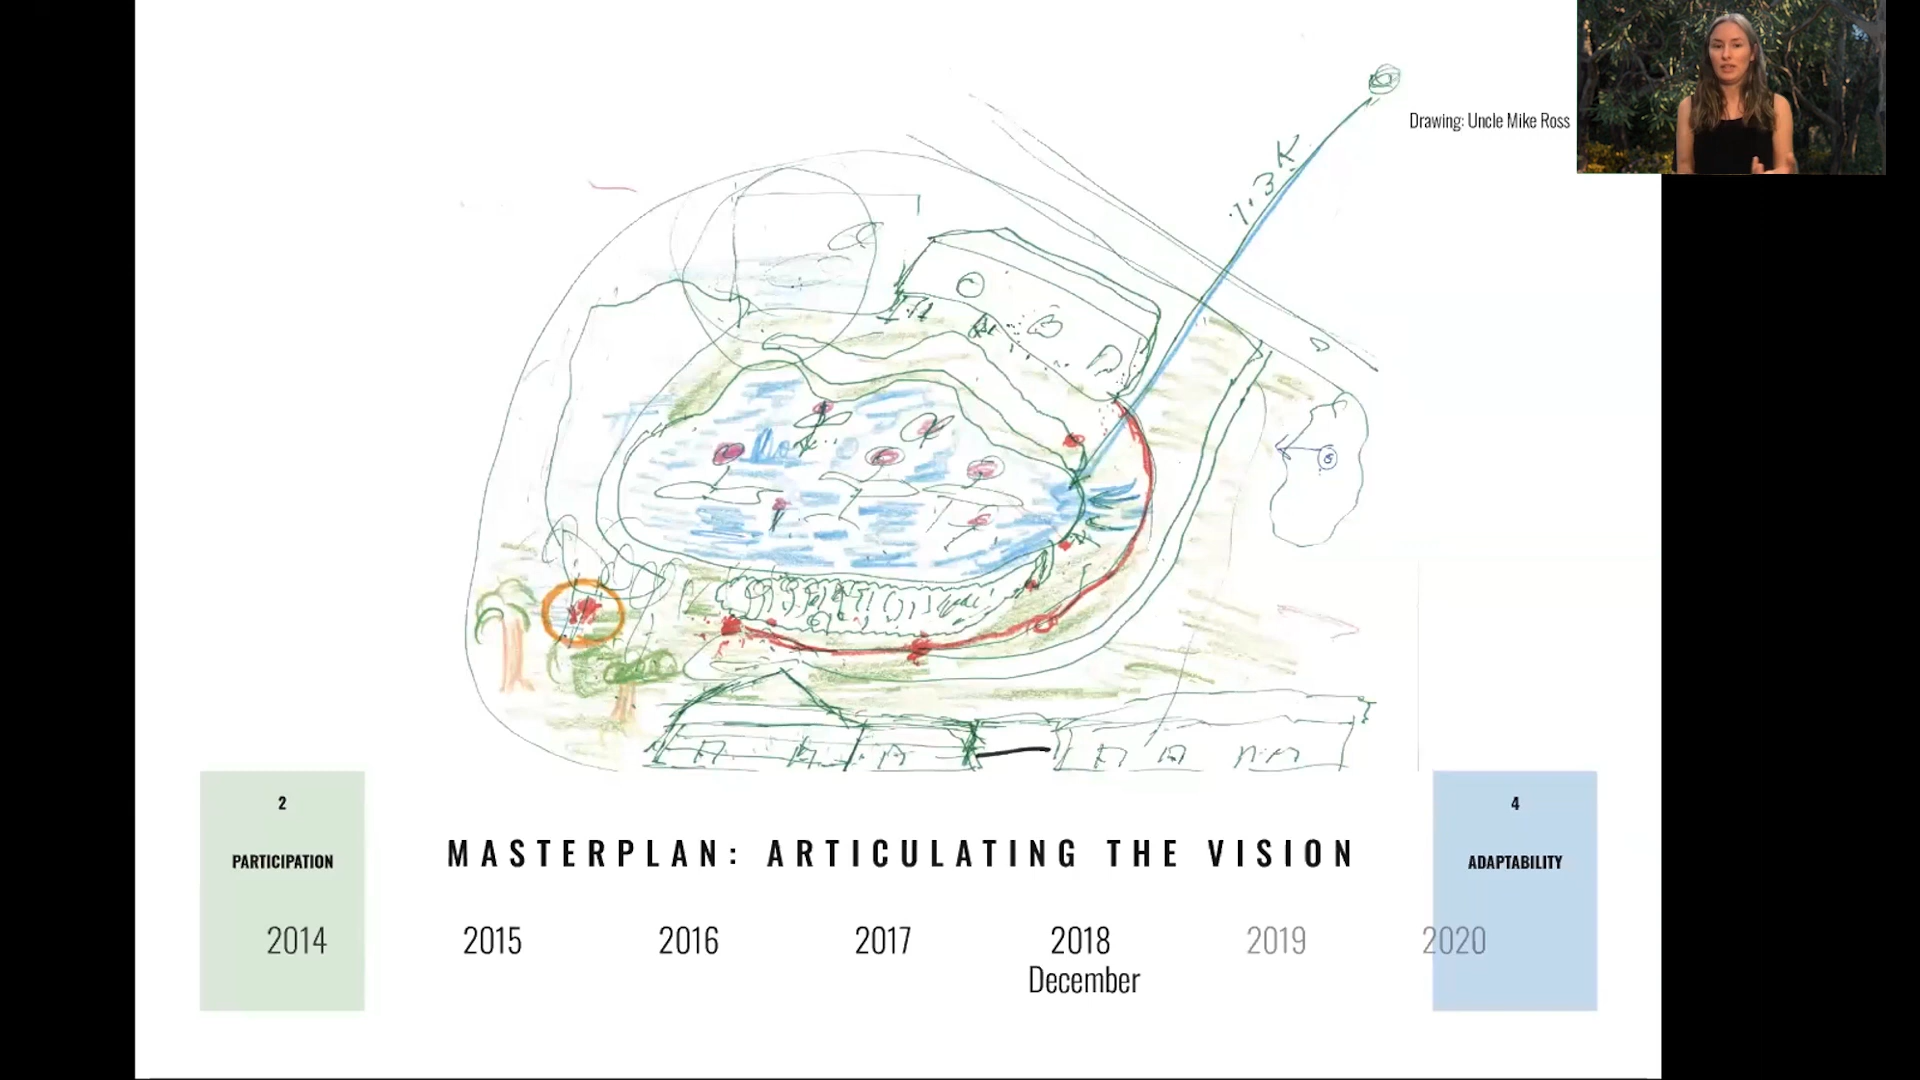 Drawing: Uncle Mike Ross
1.3K
2
PARTICIPATION
MASTERPLAN: ARTICULATING THE VISION
4
ADAPTABILITY
2014 2015 2016 2017 2018 2019 2020
December